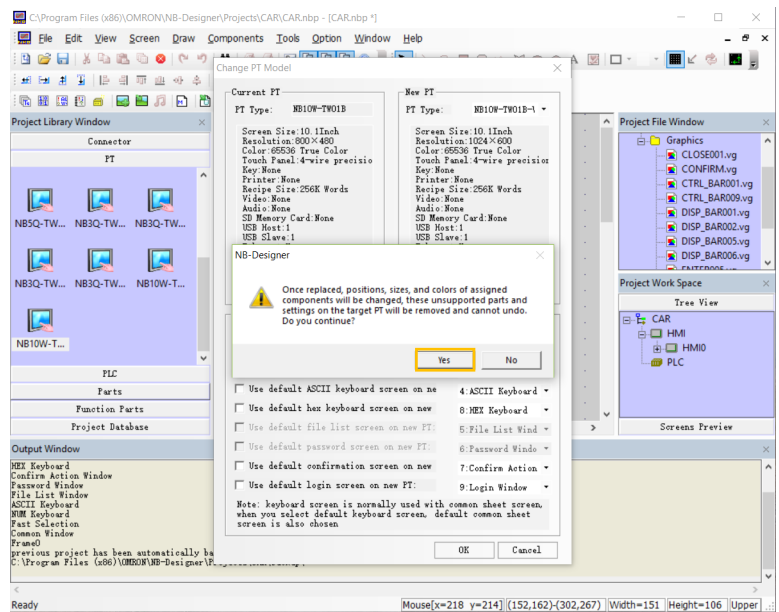 C:\Program Files (x86)\OMRON\NB-Designer\Projects\CAR\CAR.nbp - [CAR.nbp *]
File Edit View Screen Draw Components Tools Option Window Help
Project Library Window
Connector
PT
NB5Q-TW... NB3Q-TW... NB3Q-TW...
NB3Q-TW... NB3Q-TW... NB10W-T...
NB10W-T...
PLC
Parts
Function Parts
Project Database
Change PT Model
Current PT
PT Type: NB10W-TW01B
Screen Size:10.1Inch
Resolution:800×480
Color:65536 True Color
Touch Panel:4-wire precisio
Key:None
Printer:None
Recipe Size:256K Words
Video:None
Audio:None
SD Memory Card:None
USB Host:1
USB Slave:1
New PT
PT Type: NB10W-TW01B-V
Screen Size:10.1Inch
Resolution:1024×600
Color:65536 True Color
Touch Panel:4-wire precision
Key:None
Printer:None
Recipe Size:256K Words
Video:None
Audio:None
SD Memory Card:None
USB Host:1
USB Slave:1
NB-Designer
Once replaced, positions, sizes, and colors of assigned
components will be changed, these unsupported parts and
settings on the target PT will be removed and cannot undo.
Do you continue?
Yes No
Use default ASCII keyboard screen on ne 4:ASCII Keyboard
Use default hex keyboard screen on new 8:HEX Keyboard
Use default file list screen on new PT: 5:File List Wind
Use default password screen on new PT: 6:Password Windo
Use default confirmation screen on new 7:Confirm Action
Use default login screen on new PT: 9:Login Window
Note: keyboard screen is normally used with common sheet screen,
when you select default keyboard screen, default common sheet
screen is also chosen
OK Cancel
Project File Window
Graphics
CLOSE001.vg
CONFIRM.vg
CTRL_BAR001.vg
CTRL_BAR009.vg
DISP_BAR001.vg
DISP_BAR002.vg
DISP_BAR005.vg
DISP_BAR006.vg
Project Work Space
Tree View
CAR
HMI
HMI0
PLC
Screens Preview
Output Window
HEX Keyboard
Confirm Action Window
Password Window
File List Window
ASCII Keyboard
NUM Keyboard
Fast Selection
Common Window
Frame0
previous project has been automatically ba
C:\Program Files (x86)\OMRON\NB-Designer\P
Ready
Mouse[x=218 y=214] (152,162)-(302,267) Width=151 Height=106 Upper